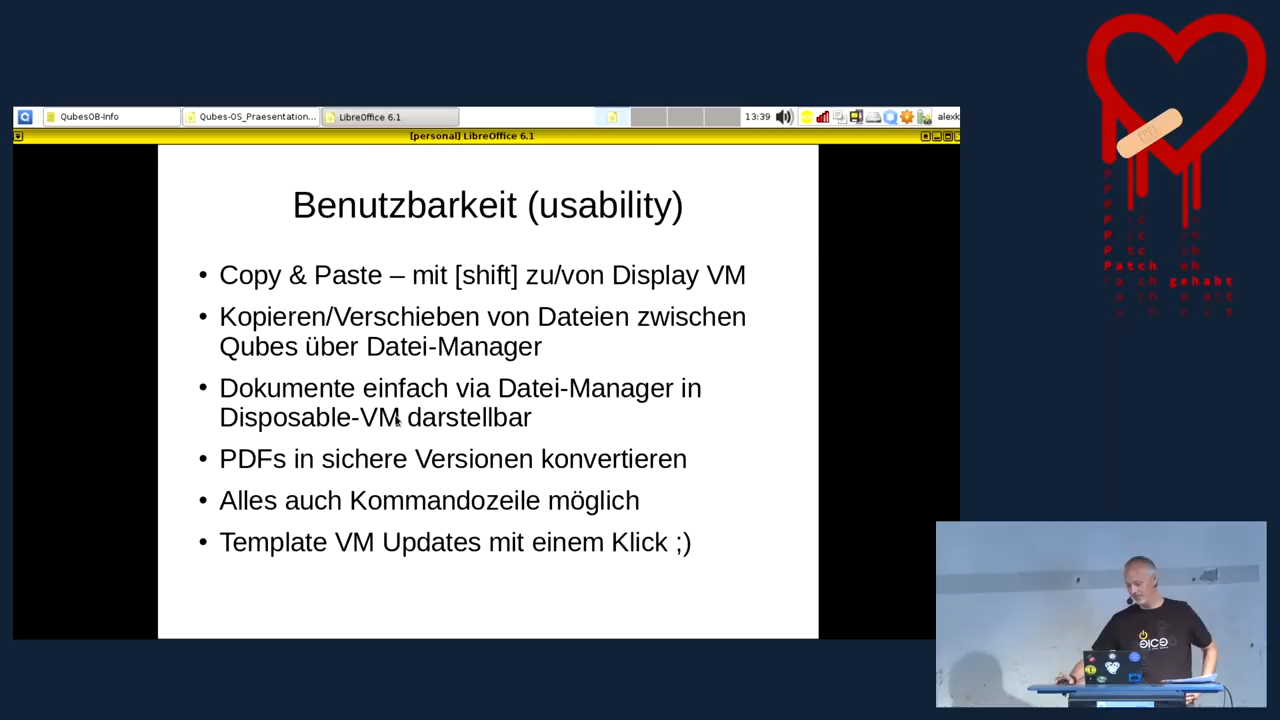 QubesOB-Info
Qubes-OS_Praesentation...
LibreOffice 6.1
13:39
alexk
[personal] LibreOffice 6.1
Benutzbarkeit (usability)
• Copy & Paste – mit [shift] zu/von Display VM
• Kopieren/Verschieben von Dateien zwischen
Qubes über Datei-Manager
• Dokumente einfach via Datei-Manager in
Disposable-VM darstellbar
• PDFs in sichere Versionen konvertieren
• Alles auch Kommandozeile möglich
• Template VM Updates mit einem Klick ;)
Patch
gehabt